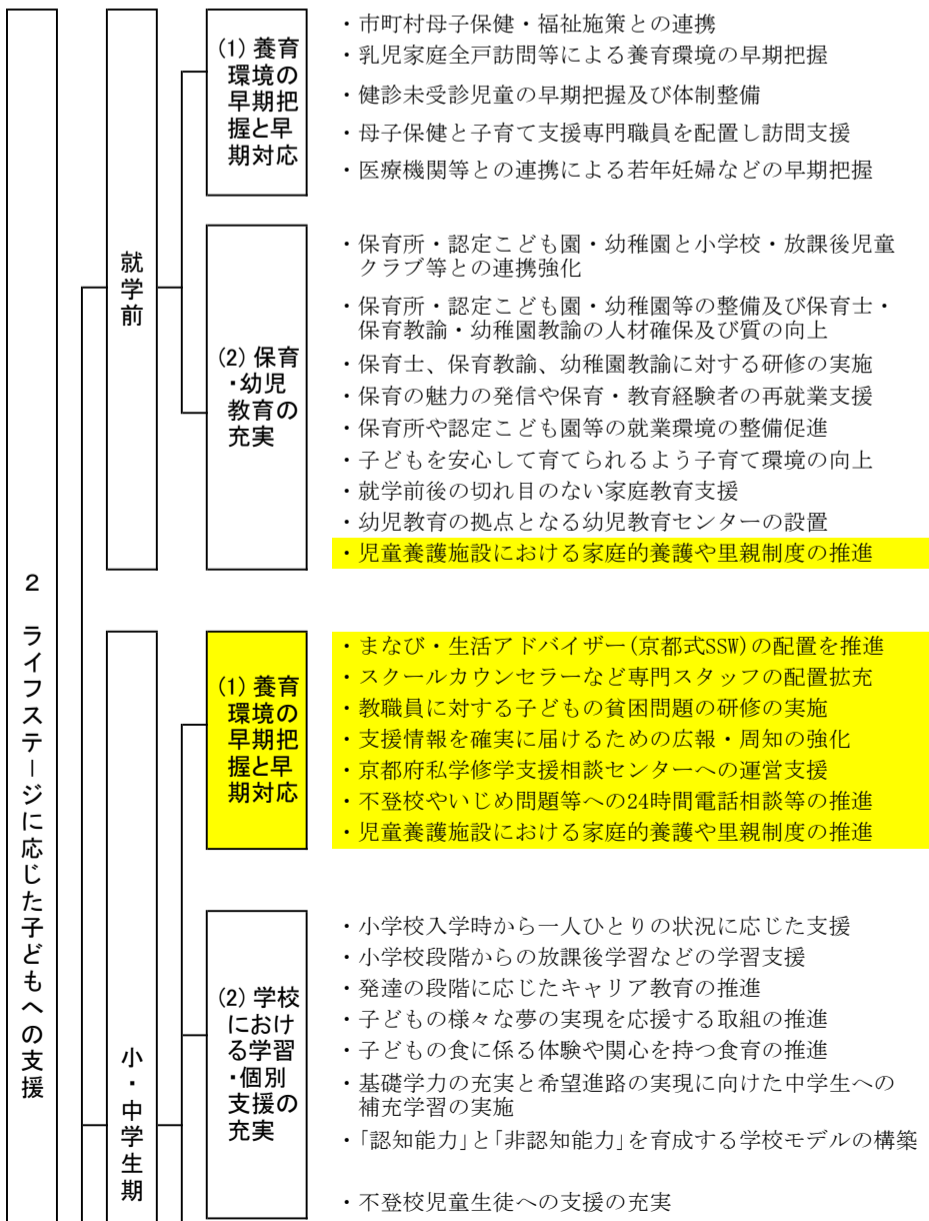 2 ライフステージに応じた子どもへの支援
就学前
(1) 養育
環境の
早期把
握と早
期対応
・市町村母子保健・福祉施策との連携
・乳児家庭全戸訪問等による養育環境の早期把握
・健診未受診児童の早期把握及び体制整備
・母子保健と子育て支援専門職員を配置し訪問支援
・医療機関等との連携による若年妊婦などの早期把握
(2) 保育
・幼児
教育の
充実
・保育所・認定こども園・幼稚園と小学校・放課後児童
クラブ等との連携強化
・保育所・認定こども園・幼稚園等の整備及び保育士・
保育教諭・幼稚園教諭の人材確保及び質の向上
・保育士、保育教諭、幼稚園教諭に対する研修の実施
・保育の魅力の発信や保育・教育経験者の再就業支援
・保育所や認定こども園等の就業環境の整備促進
・子どもを安心して育てられるよう子育て環境の向上
・就学前後の切れ目のない家庭教育支援
・幼児教育の拠点となる幼児教育センターの設置
・児童養護施設における家庭的養護や里親制度の推進
小・中学生期
(1) 養育
環境の
早期把
握と早
期対応
・まなび・生活アドバイザー(京都式SSW)の配置を推進
・スクールカウンセラーなど専門スタッフの配置拡充
・教職員に対する子どもの貧困問題の研修の実施
・支援情報を確実に届けるための広報・周知の強化
・京都府私学修学支援相談センターへの運営支援
・不登校やいじめ問題等への24時間電話相談等の推進
・児童養護施設における家庭的養護や里親制度の推進
(2) 学校
におけ
る学習
・個別
支援の
充実
・小学校入学時から一人ひとりの状況に応じた支援
・小学校段階からの放課後学習などの学習支援
・発達の段階に応じたキャリア教育の推進
・子どもの様々な夢の実現を応援する取組の推進
・子どもの食に係る体験や関心を持つ食育の推進
・基礎学力の充実と希望進路の実現に向けた中学生への
補充学習の実施
・「認知能力」と「非認知能力」を育成する学校モデルの構築
・不登校児童生徒への支援の充実